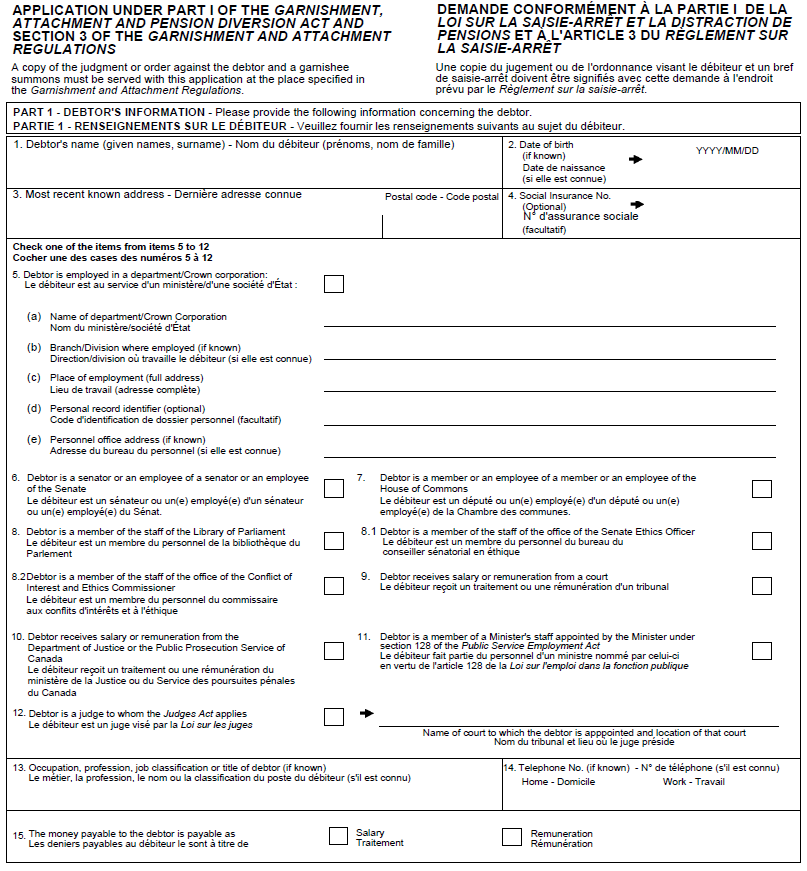 APPLICATION UNDER PART I OF THE GARNISHMENT,
ATTACHMENT AND PENSION DIVERSION ACT AND
SECTION 3 OF THE GARNISHMENT AND ATTACHMENT
REGULATIONS
A copy of the judgment or order against the debtor and a garnishee
summons must be served with this application at the place specified in
the Garnishment and Attachment Regulations.
DEMANDE CONFORMÉMENT À LA PARTIE I DE LA
LOI SUR LA SAISIE-ARRÊT ET LA DISTRACTION DE
PENSIONS ET À L'ARTICLE 3 DU RÈGLEMENT SUR
LA SAISIE-ARRÊT
Une copie du jugement ou de l'ordonnance visant le débiteur et un bref
de saisie-arrêt doivent être signifiés avec cette demande à l'endroit
prévu par le Règlement sur la saisie-arrêt.
PART 1 - DEBTOR'S INFORMATION - Please provide the following information concerning the debtor.
PARTIE 1 - RENSEIGNEMENTS SUR LE DÉBITEUR - Veuillez fournir les renseignements suivants au sujet du débiteur.
1. Debtor's name (given names, surname) - Nom du débiteur (prénoms, nom de famille)
2. Date of birth
(if known)
Date de naissance
(si elle est connue)
YYYY/MM/DD
3. Most recent known address - Dernière adresse connue
Postal code - Code postal
4. Social Insurance No.
(Optional)
N° d'assurance sociale
(facultatif)
Check one of the items from items 5 to 12
Cocher une des cases des numéros 5 à 12
5. Debtor is employed in a department/Crown corporation:
Le débiteur est au service d'un ministère/d'une société d'État :
(a) Name of department/Crown Corporation
Nom du ministère/société d'État
(b) Branch/Division where employed (if known)
Direction/division où travaille le débiteur (si elle est connue)
(c) Place of employment (full address)
Lieu de travail (adresse complète)
(d) Personal record identifier (optional)
Code d'identification de dossier personnel (facultatif)
(e) Personnel office address (if known)
Adresse du bureau du personnel (si elle est connue)
6. Debtor is a senator or an employee of a senator or an employee
of the Senate
Le débiteur est un sénateur ou un(e) employé(e) d'un sénateur
ou un(e) employé(e) du Sénat.
7. Debtor is a member or an employee of a member or an employee of the
House of Commons
Le débiteur est un député ou un(e) employé(e) d'un député ou un(e)
employé(e) de la Chambre des communes.
8. Debtor is a member of the staff of the Library of Parliament
Le débiteur est un membre du personnel de la bibliothèque du
Parlement
8.1 Debtor is a member of the staff of the office of the Senate Ethics Officer
Le débiteur est un membre du personnel du bureau du
conseiller sénatorial en éthique
8.2Debtor is a member of the staff of the office of the Conflict of
Interest and Ethics Commissioner
Le débiteur est un membre du personnel du commissaire
aux conflits d'intérêts et à l'éthique
9. Debtor receives salary or remuneration from a court
Le débiteur reçoit un traitement ou une rémunération d'un tribunal
10. Debtor receives salary or remuneration from the
Department of Justice or the Public Prosecution Service of
Canada
Le débiteur reçoit un traitement ou une rémunération du
ministère de la Justice ou du Service des poursuites pénales
du Canada
11. Debtor is a member of a Minister's staff appointed by the Minister under
section 128 of the Public Service Employment Act
Le débiteur fait partie du personnel d'un ministre nommé par celui-ci
en vertu de l'article 128 de la Loi sur l'emploi dans la fonction publique
12. Debtor is a judge to whom the Judges Act applies
Le débiteur est un juge visé par la Loi sur les juges
Name of court to which the debtor is apppointed and location of that court
Nom du tribunal et lieu où le juge préside
13. Occupation, profession, job classification or title of debtor (if known)
Le métier, la profession, le nom ou la classification du poste du débiteur (s'il est connu)
14. Telephone No. (if known) - N° de téléphone (s'il est connu)
Home - Domicile Work - Travail
15. The money payable to the debtor is payable as
Les deniers payables au débiteur le sont à titre de
Salary
Traitement
Remuneration
Rémunération